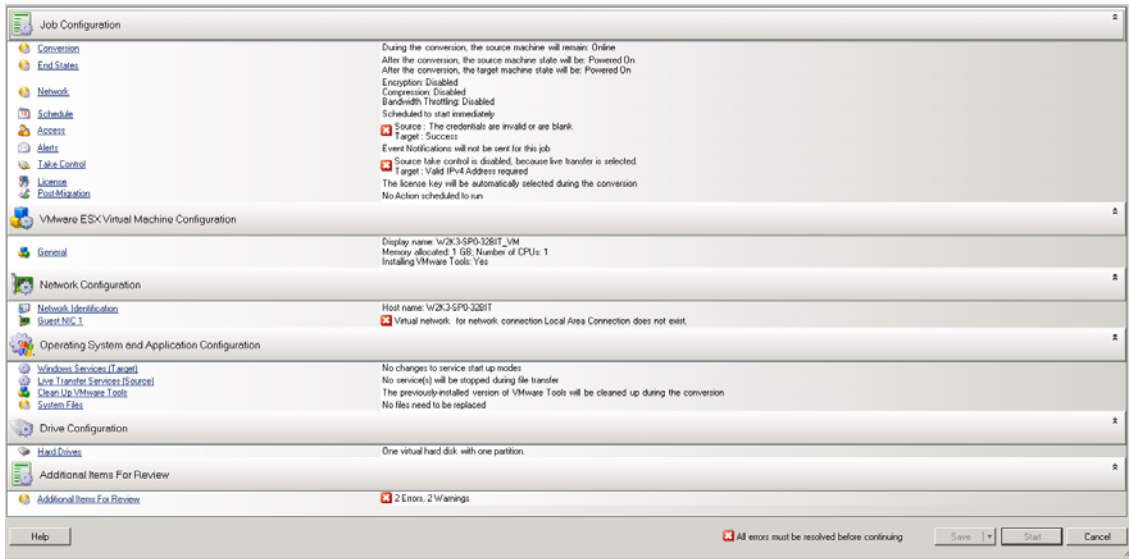 Job Configuration
Conversion During the conversion, the source machine will remain: Online
End States After the conversion, the source machine state will be: Powered On
After the conversion, the target machine state will be: Powered On
Network Encryption: Disabled
Compression: Disabled
Bandwidth Throttling: Disabled
Schedule Scheduled to start immediately
Access Source : The credentials are invalid or are blank
Target : Success
Alerts Event Notifications will not be sent for this job
Take Control Source take control is disabled, because live transfer is selected.
Target : Valid IPv4 Address required
License The license key will be automatically selected during the conversion
Post-Migration No Action scheduled to run
VMware ESX Virtual Machine Configuration
General Display name: W2K3-SP0-32BIT_VM
Memory allocated: 1 GB; Number of CPUs: 1
Installing VMware Tools: Yes
Network Configuration
Network Identification Host name: W2K3-SP0-32BIT
Guest NIC 1 Virtual network for network connection Local Area Connection does not exist.
Operating System and Application Configuration
Windows Services (Target) No changes to service start up modes
Live Transfer Services (Source) No service(s) will be stopped during file transfer
Clean Up VMware Tools The previously-installed version of VMware Tools will be cleaned up during the conversion
System Files No files need to be replaced
Drive Configuration
Hard Drives One virtual hard disk with one partition.
Additional Items For Review
Additional Items For Review 2 Errors, 2 Warnings
Help All errors must be resolved before continuing Save Start Cancel